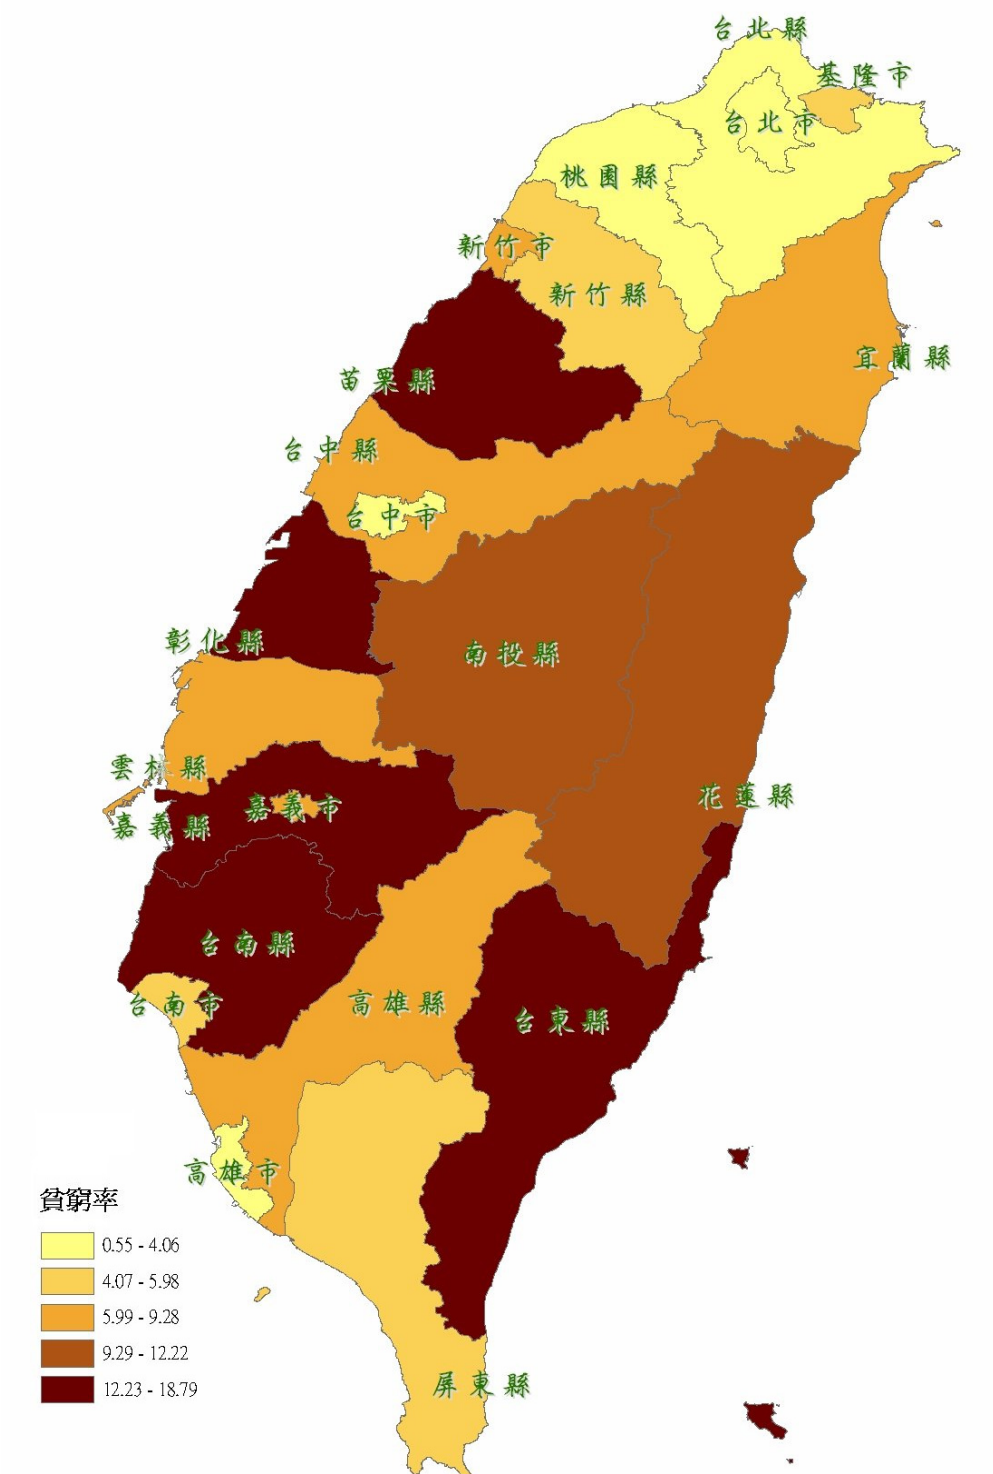 台北縣
基隆市
台北市
桃園縣
新竹市
新竹縣
宜蘭縣
苗栗縣
台中縣
台中市
彰化縣
南投縣
雲林縣
花蓮縣
嘉義市
嘉義縣
台南縣
台南市
高雄縣
台東縣
高雄市
貧窮率
0.55 - 4.06
4.07 - 5.98
5.99 - 9.28
9.29 - 12.22
12.23 - 18.79
屏東縣